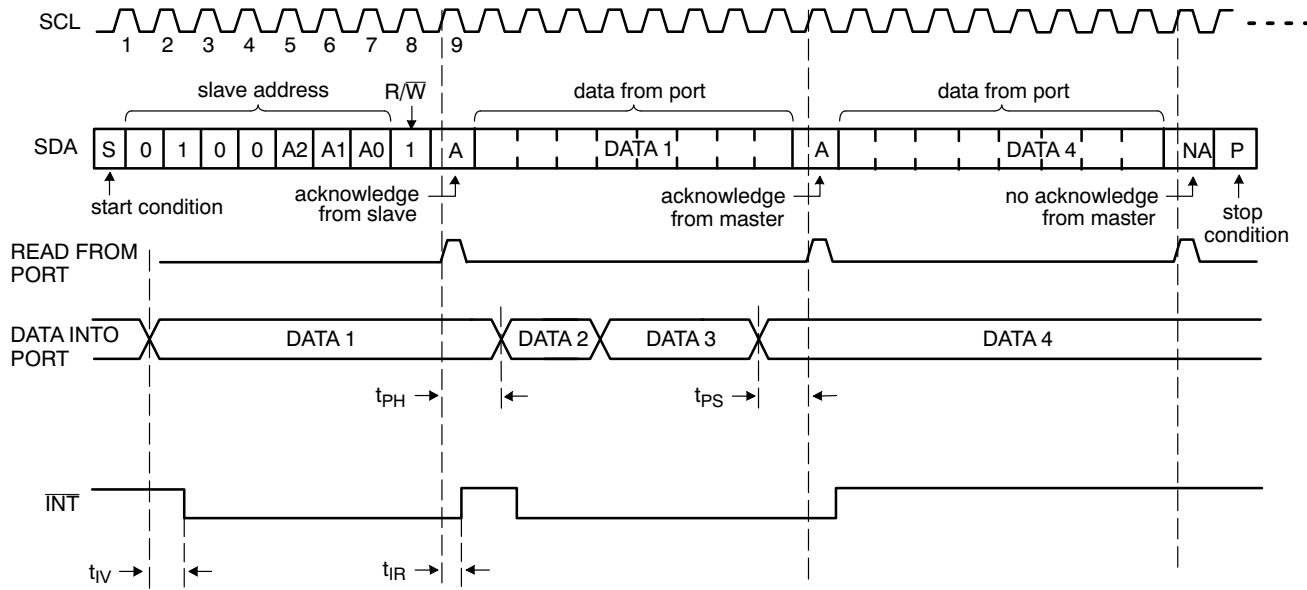 SCL
1 2 3 4 5 6 7 8 9
slave address
R/W̅
data from port
data from port
SDA
S 0 1 0 0 A2 A1 A0 1 A DATA 1 A DATA 4 NA P
start condition
acknowledge
from slave
acknowledge
from master
no acknowledge
from master
stop
condition
READ FROM
PORT
DATA INTO
PORT
DATA 1 DATA 2 DATA 3 DATA 4
tPH
tPS
I̅N̅T̅
tIV
tIR